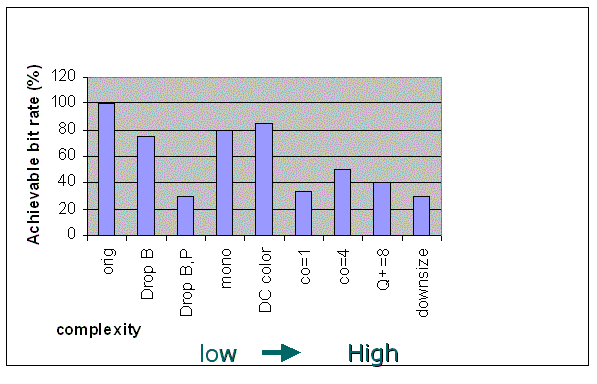 Achievable bit rate (%)
120
100
80
60
40
20
0
orig
Drop B
Drop B,P
mono
DC color
co=1
co=4
Q+=8
downsize
complexity
low High